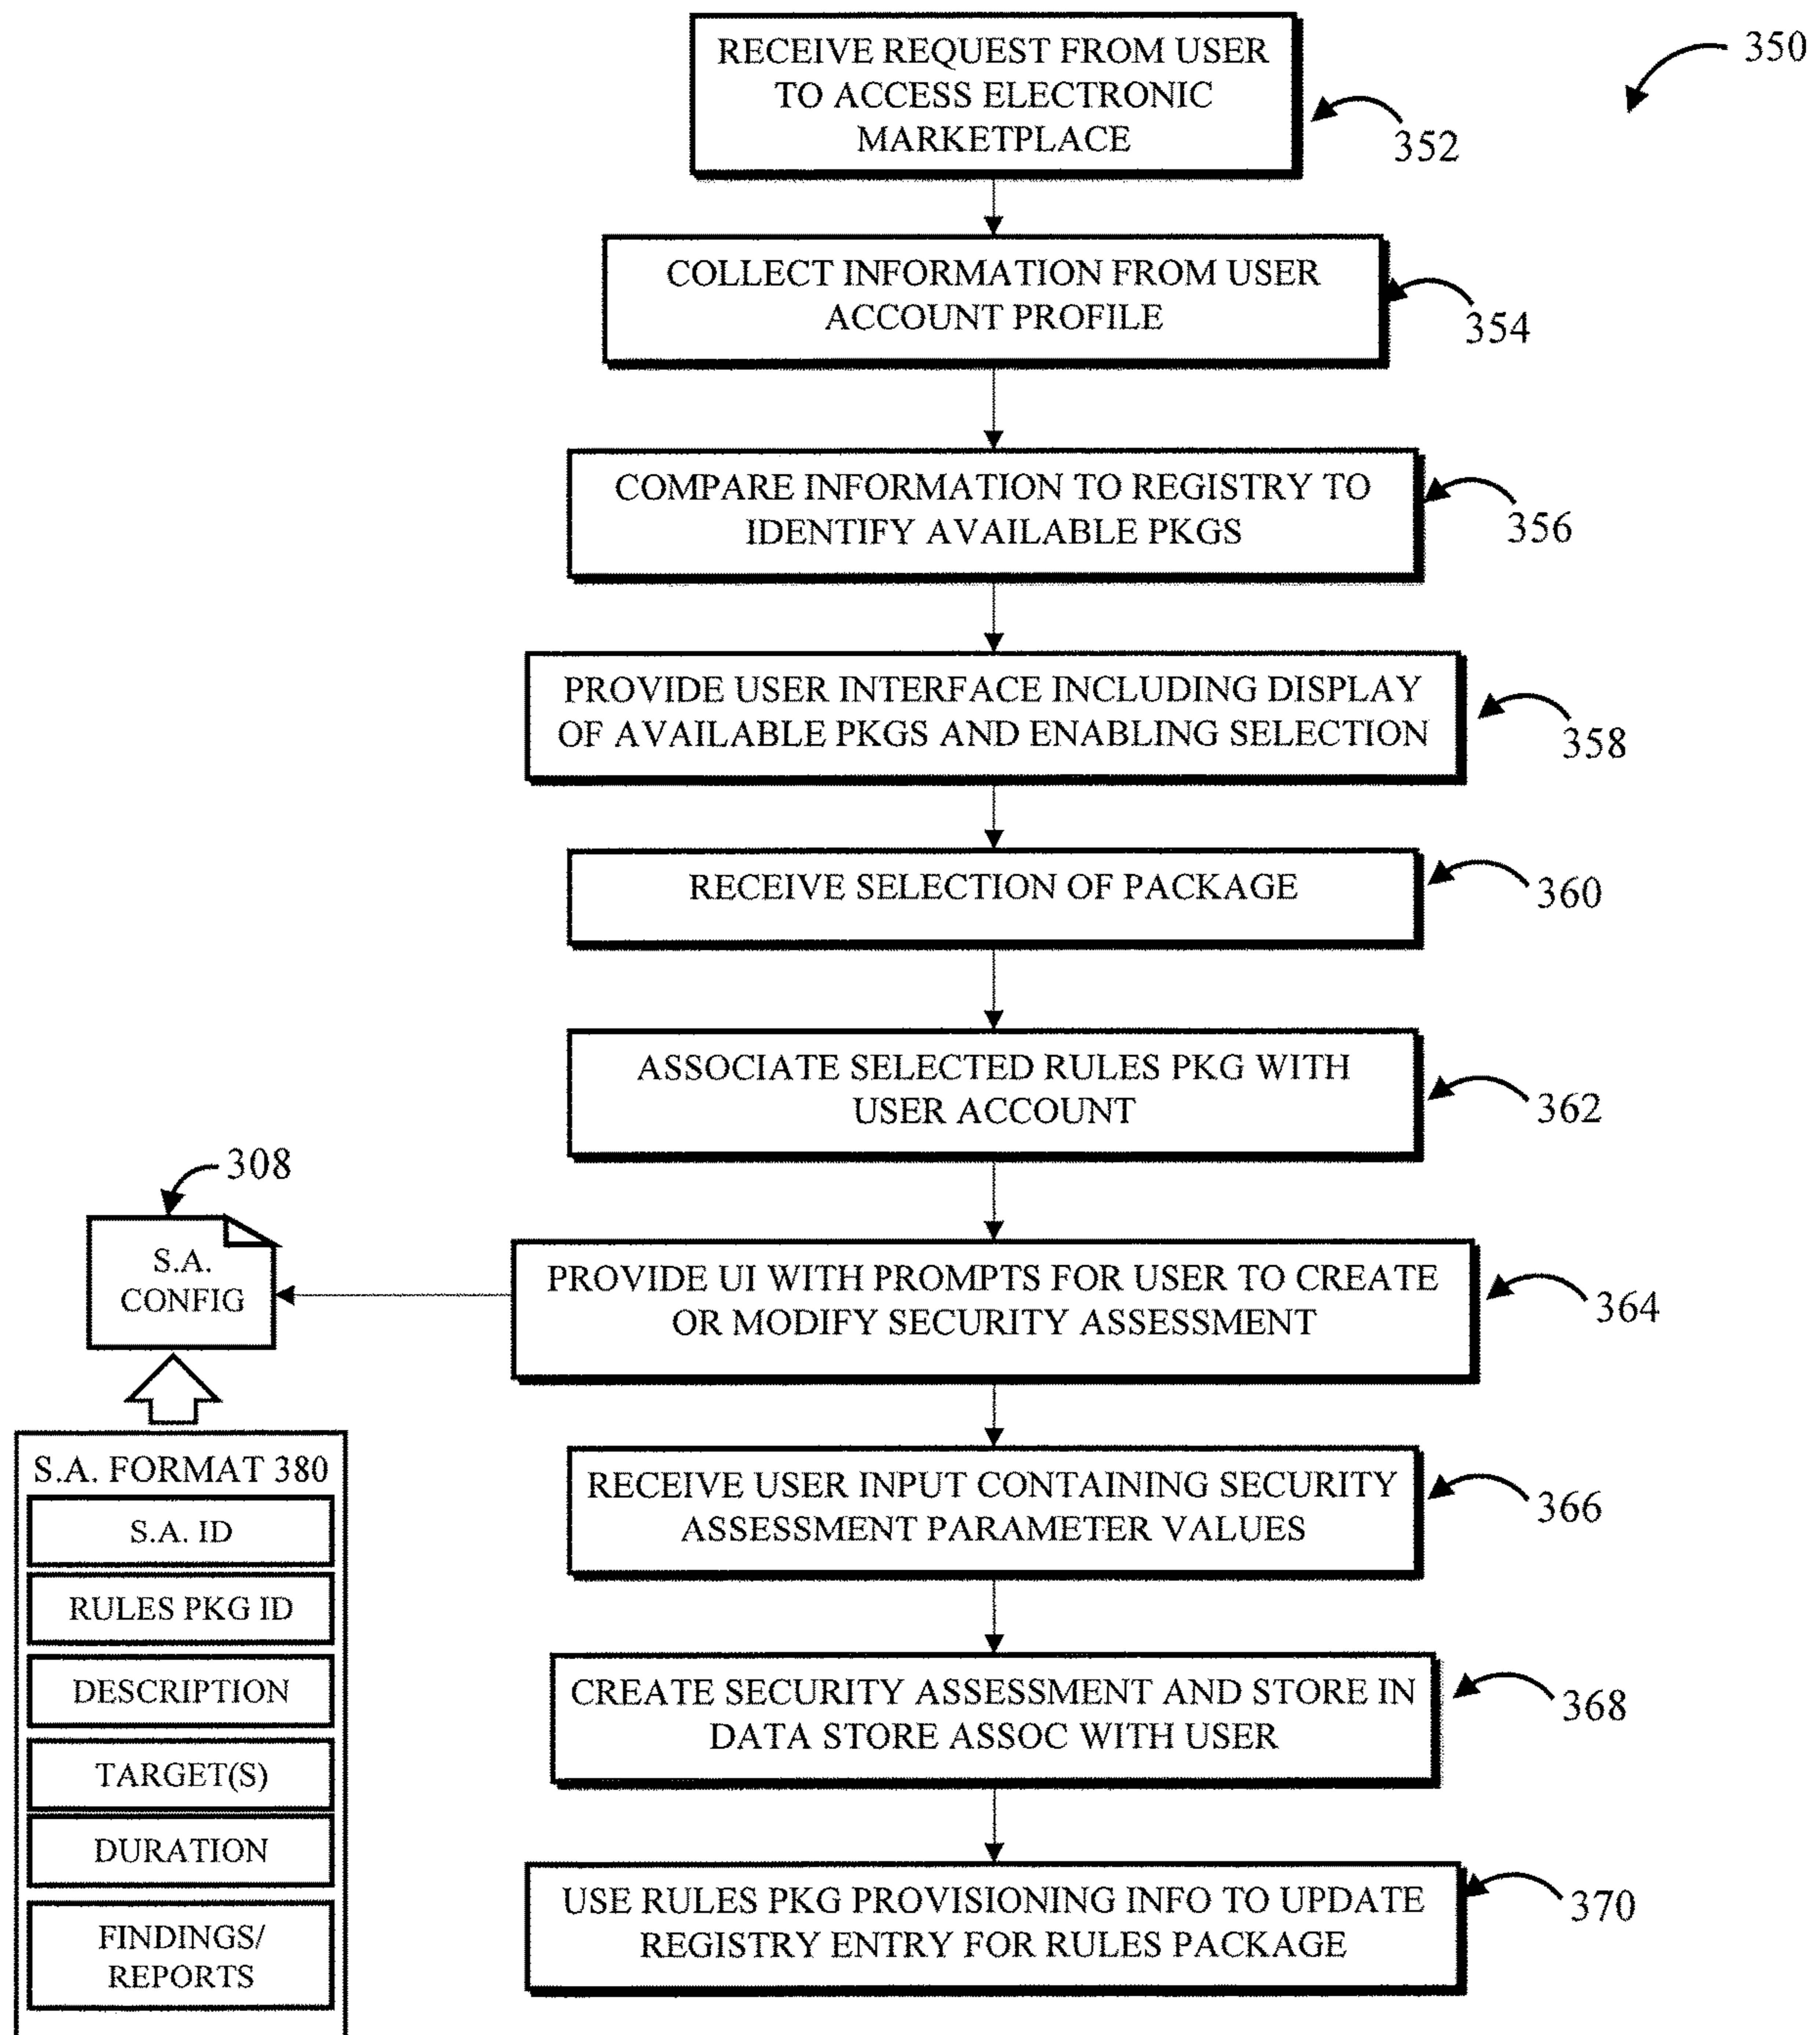 RECEIVE REQUEST FROM USER
TO ACCESS ELECTRONIC
MARKETPLACE
350
352
COLLECT INFORMATION FROM USER
ACCOUNT PROFILE
354
COMPARE INFORMATION TO REGISTRY TO
IDENTIFY AVAILABLE PKGS
356
PROVIDE USER INTERFACE INCLUDING DISPLAY
OF AVAILABLE PKGS AND ENABLING SELECTION
358
RECEIVE SELECTION OF PACKAGE
360
ASSOCIATE SELECTED RULES PKG WITH
USER ACCOUNT
362
308
S.A.
CONFIG
PROVIDE UI WITH PROMPTS FOR USER TO CREATE
OR MODIFY SECURITY ASSESSMENT
364
S.A. FORMAT 380
S.A. ID
RULES PKG ID
DESCRIPTION
TARGET(S)
DURATION
FINDINGS/
REPORTS
RECEIVE USER INPUT CONTAINING SECURITY
ASSESSMENT PARAMETER VALUES
366
CREATE SECURITY ASSESSMENT AND STORE IN
DATA STORE ASSOC WITH USER
368
USE RULES PKG PROVISIONING INFO TO UPDATE
REGISTRY ENTRY FOR RULES PACKAGE
370